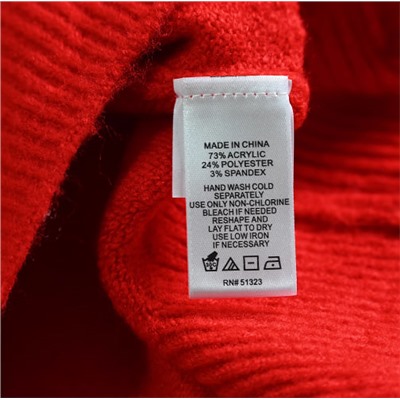 MADE IN CHINA
73% ACRYLIC
24% POLYESTER
3% SPANDEX
HAND WASH COLD
SEPARATELY
USE ONLY NON-CHLORINE
BLEACH IF NEEDED
RESHAPE AND
LAY FLAT TO DRY
USE LOW IRON
IF NECESSARY
RN# 51323